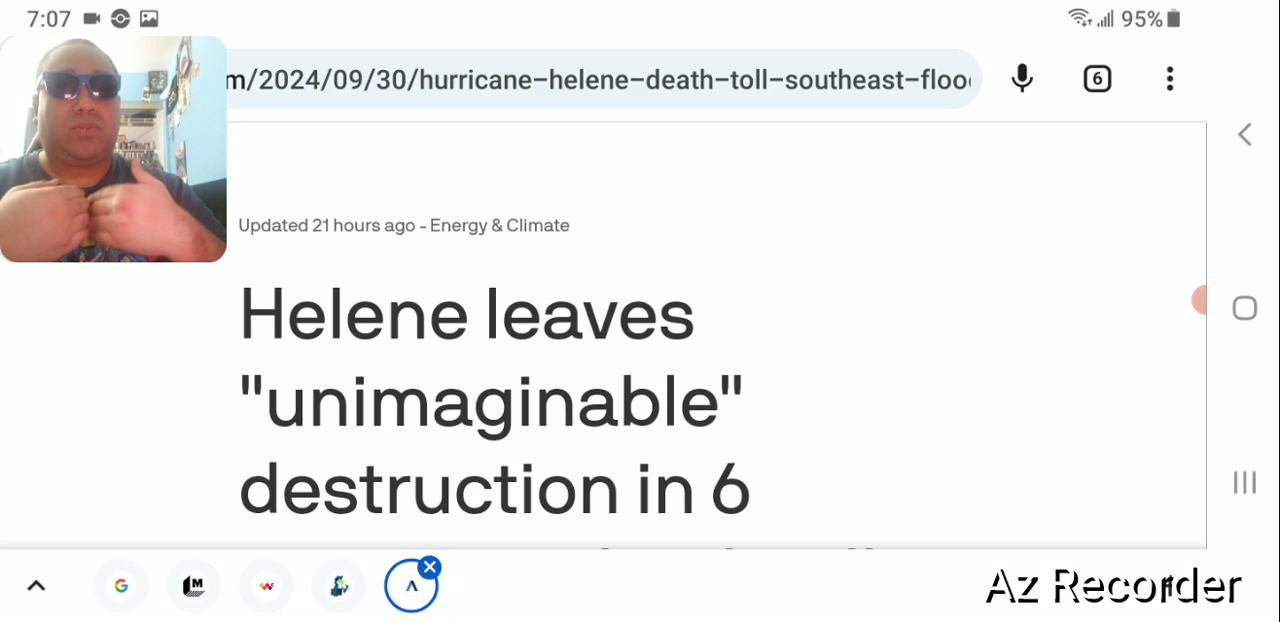 7:07
95%
m/2024/09/30/hurricane-helene-death-toll-southeast-floo
6
Updated 21 hours ago - Energy & Climate
Helene leaves
"unimaginable"
destruction in 6
G M W
Az Recorder